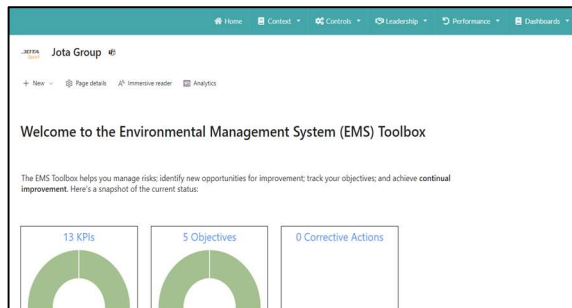 Home Context Controls Leadership Performance Dashboards
JOTA
Sport
Jota Group
+ New Page details Immersive reader Analytics
Welcome to the Environmental Management System (EMS) Toolbox
The EMS Toolbox helps you manage risks; identify new opportunities for improvement; track your objectives; and achieve continual
improvement. Here's a snapshot of the current status:
13 KPIs 5 Objectives 0 Corrective Actions